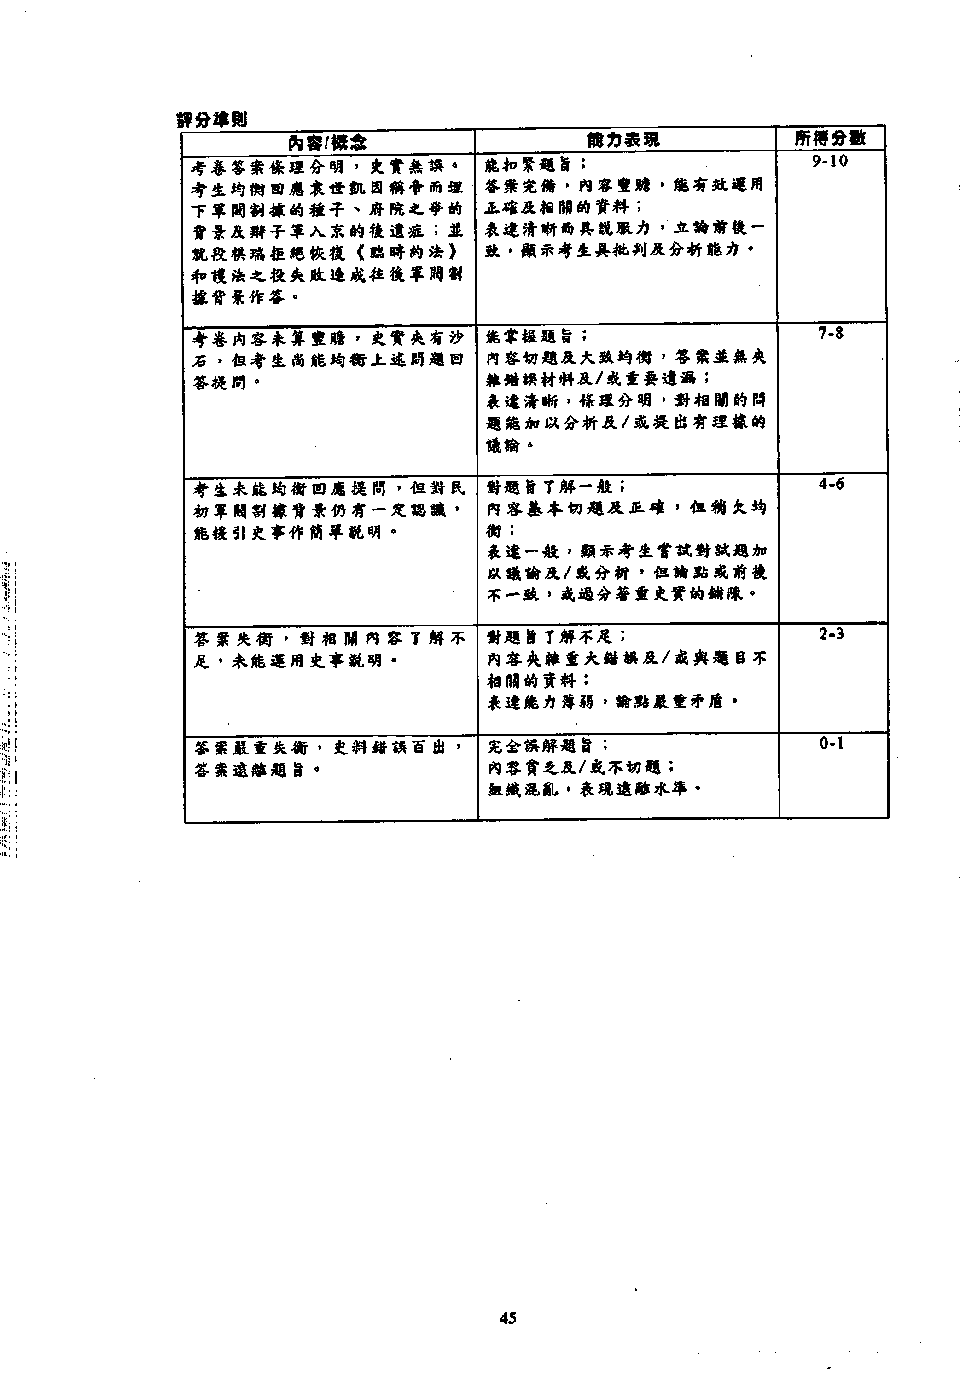 評分準則
內容/概念
能力表現
所得分數
考卷答案條理分明，史實無誤。
考生均衡回應袁世凱因稱帝而埋
下軍閥割據的種子、府院之爭的
背景及辮子軍入京的後遺症；並
就段祺瑞拒絕恢復《臨時約法》
和護法之役失敗造成往後軍閥割
據背景作答。
能扣緊題旨；
答案完備，內容豐贍，能有效運用
正確及相關的資料；
表達清晰而具說服力，立論前後一
致，顯示考生具批判及分析能力。
9-10
考卷內容未算豐贍，史實夾有沙
石，但考生尚能均衡上述問題回
答提問。
能掌握題旨；
內容切題及大致均衡，答案並無夾
雜錯誤材料及/或重要遺漏；
表達清晰，條理分明，對相關的問
題能加以分析及/或提出有理據的
議論。
7-8
考生未能均衡回應提問，但對民
初軍閥割據背景仍有一定認識，
能援引史事作簡單說明。
對題旨了解一般；
內容基本切題及正確，但稍欠均
衡；
表達一般，顯示考生嘗試對試題加
以議論及/或分析，但論點或前後
不一致，或過分著重史實的鋪陳。
4-6
答案失衡，對相關內容了解不
足，未能運用史事說明。
對題旨了解不足；
內容夾雜重大錯誤及/或與題目不
相關的資料；
表達能力薄弱，論點嚴重矛盾。
2-3
答案嚴重失衡，史料錯誤百出，
答案遠離題旨。
完全誤解題旨；
內容貧乏及/或不切題；
組織混亂，表現遠離水準。
0-1
45